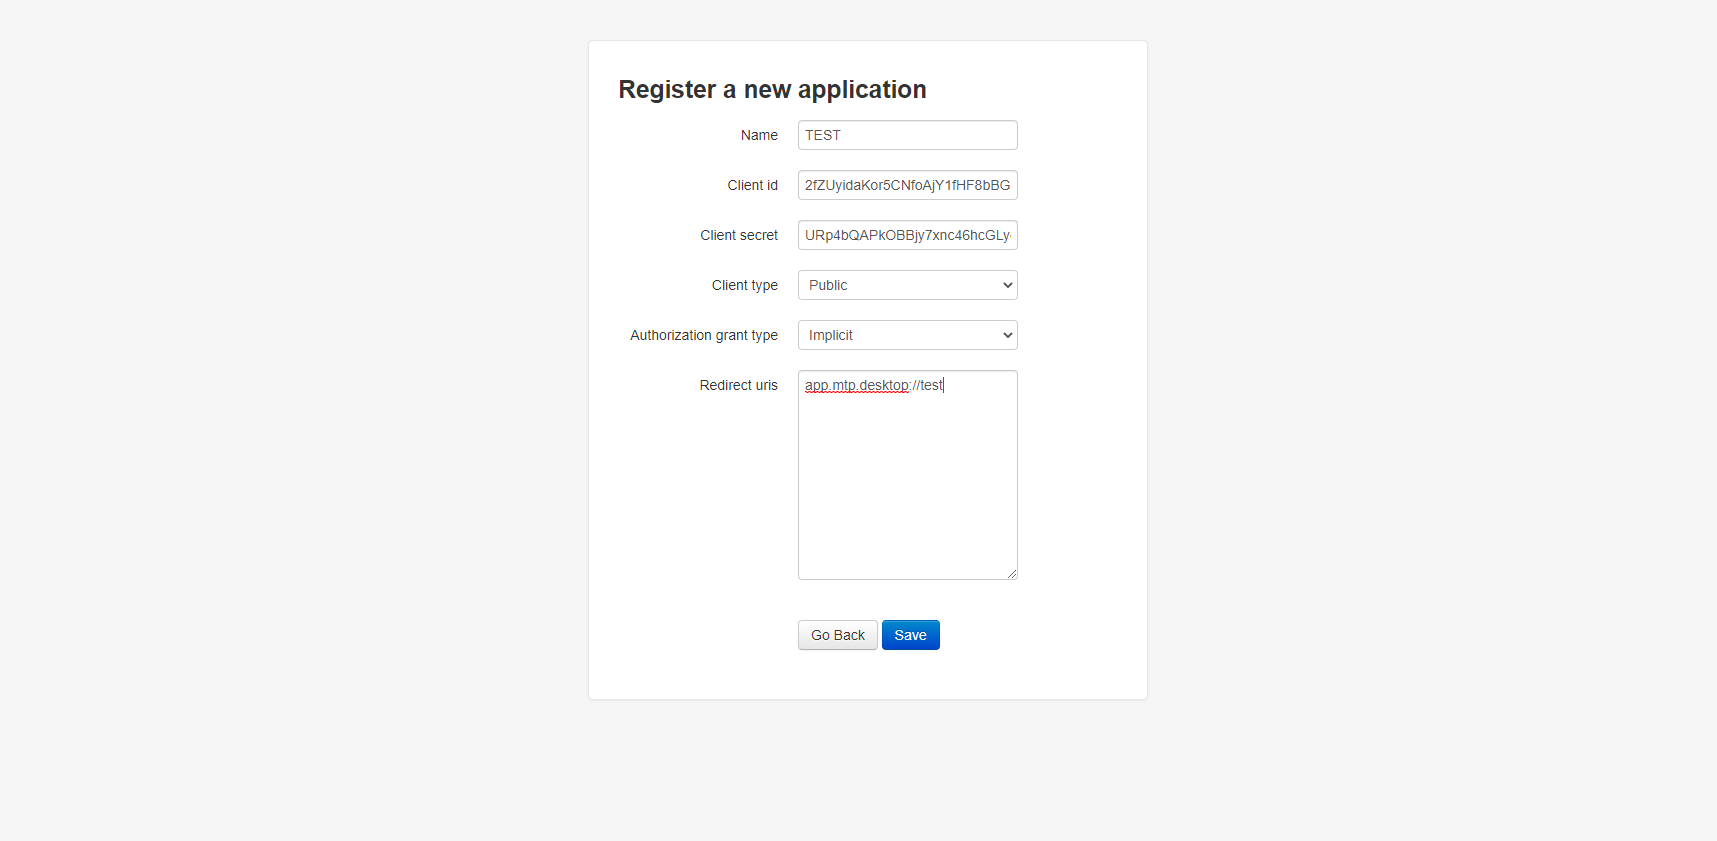 Register a new application
Name TEST
Client id 2fZUyidaKor5CNfoAjY1fHF8bBG
Client secret URp4bQAPkOBBjy7xnc46hcGLy
Client type Public
Authorization grant type Implicit
Redirect uris app.mtp.desktop://test
Go Back Save